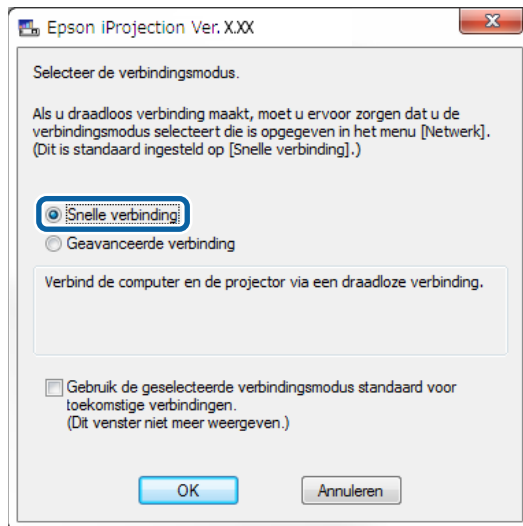 Epson iProjection Ver. X.XX
Selecteer de verbindingsmodus.
Als u draadloos verbinding maakt, moet u ervoor zorgen dat u de
verbindingsmodus selecteert die is opgegeven in het menu [Netwerk].
(Dit is standaard ingesteld op [Snelle verbinding].)
Snelle verbinding
Geavanceerde verbinding
Verbind de computer en de projector via een draadloze verbinding.
Gebruik de geselecteerde verbindingsmodus standaard voor
toekomstige verbindingen.
(Dit venster niet meer weergeven.)
OK
Annuleren